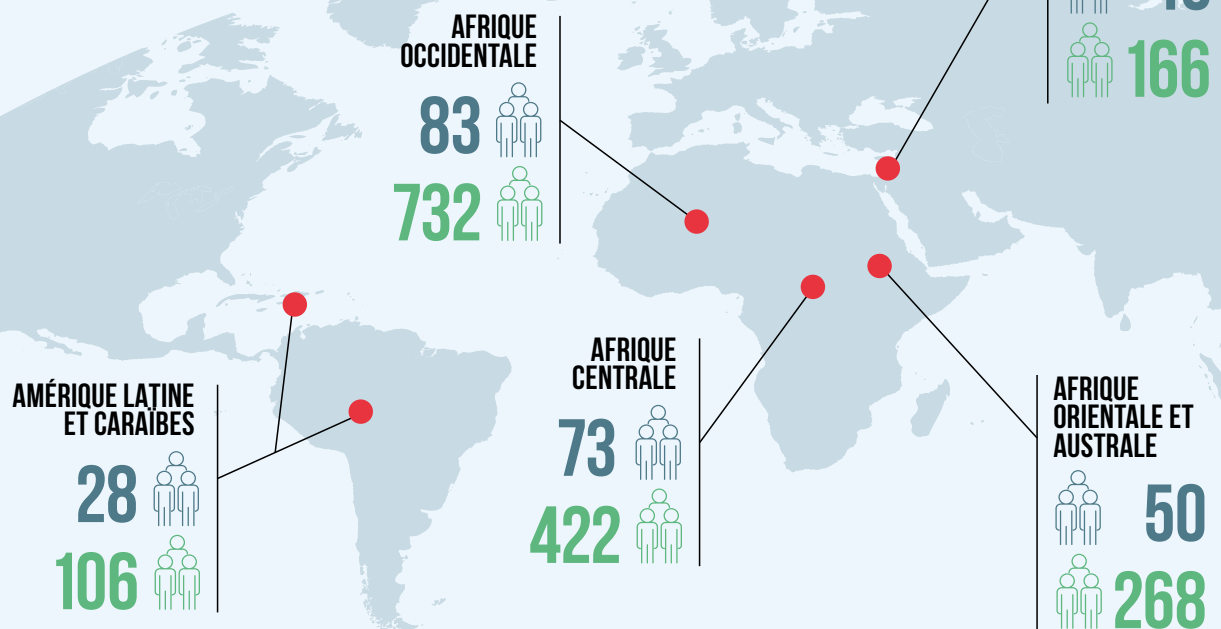 AFRIQUE
OCCIDENTALE
83
732
166
AMÉRIQUE LATINE
ET CARAÏBES
28
106
AFRIQUE
CENTRALE
73
422
AFRIQUE
ORIENTALE ET
AUSTRALE
50
268